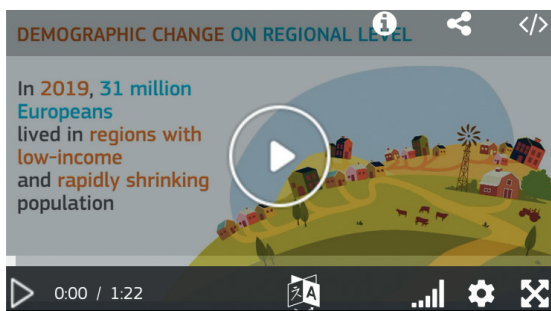 DEMOGRAPHIC CHANGE ON REGIONAL LEVEL
In 2019, 31 million
Europeans
lived in regions with
low-income
and rapidly shrinking
population
0:00 / 1:22